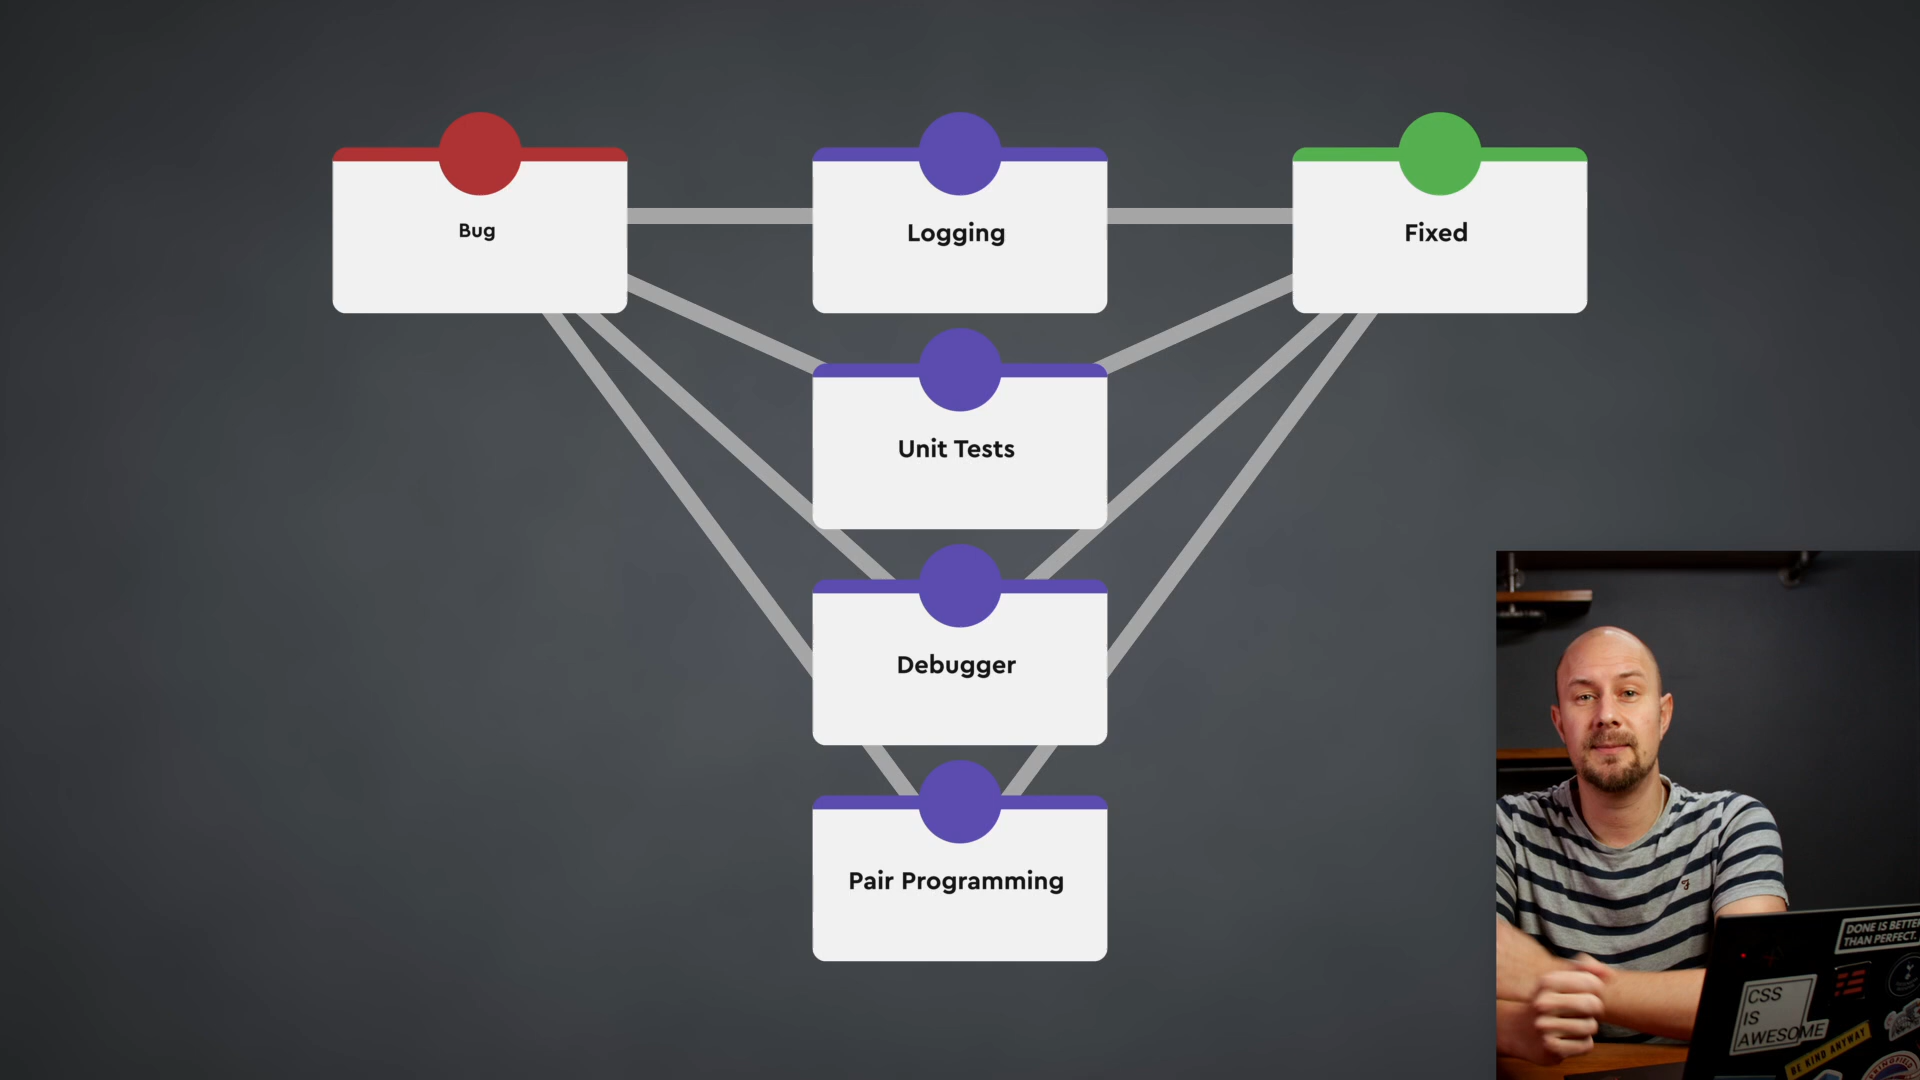 Bug
Logging
Fixed
Unit Tests
Debugger
Pair Programming
DONE IS BETTER
THAN PERFECT.
CSS
IS
AWESOME
BE KIND ANYWAY